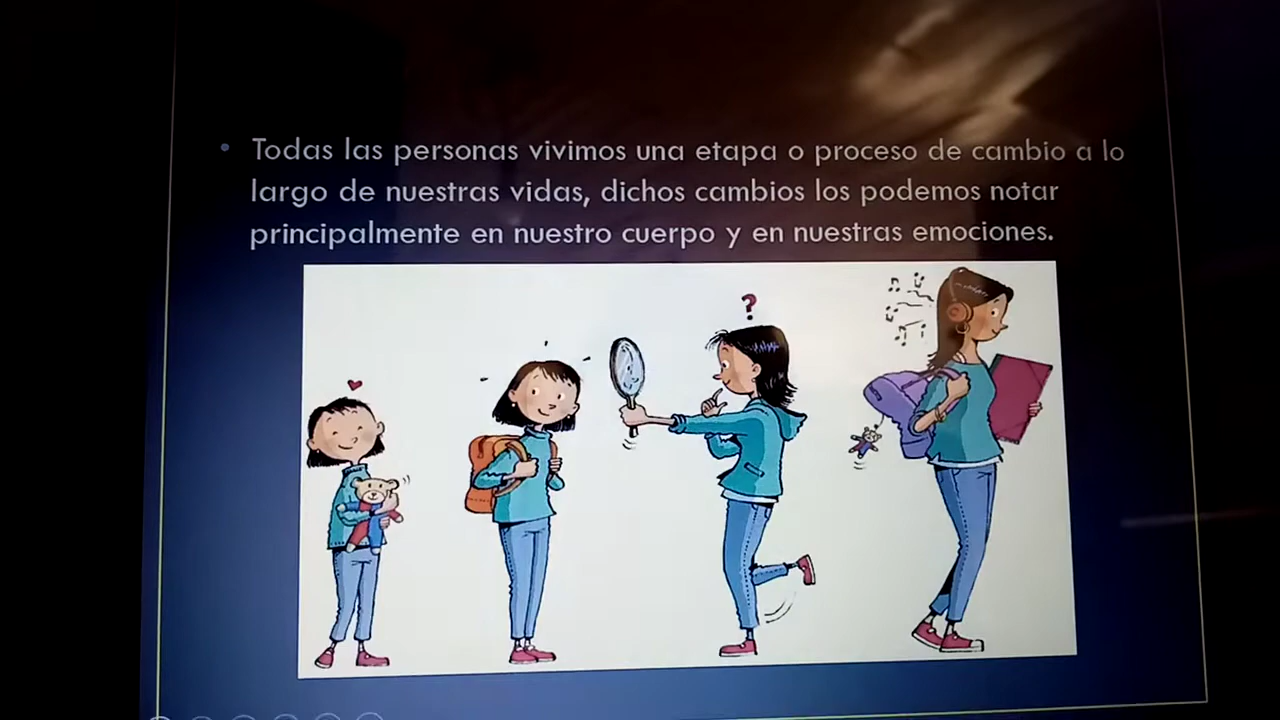 • Todas las personas vivimos una etapa o proceso de cambio a lo
largo de nuestras vidas, dichos cambios los podemos notar
principalmente en nuestro cuerpo y en nuestras emociones.
?